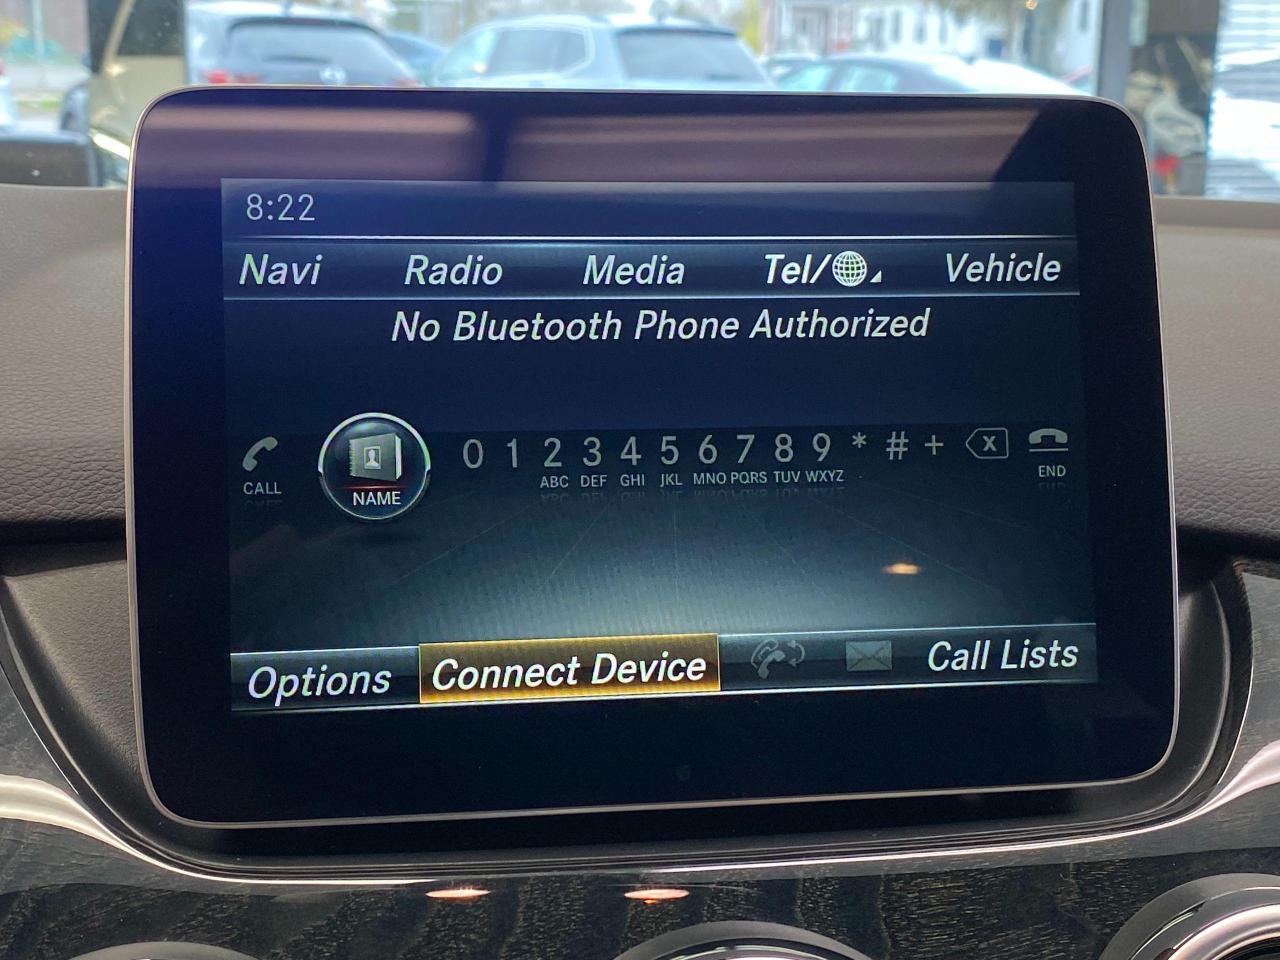 8:22
Navi Radio Media Tel/ Vehicle
No Bluetooth Phone Authorized
CALL NAME 0 1 2 3 4 5 6 7 8 9 * # + X END
ABC DEF GHI JKL MNO PQRS TUV WXYZ
Options Connect Device Call Lists